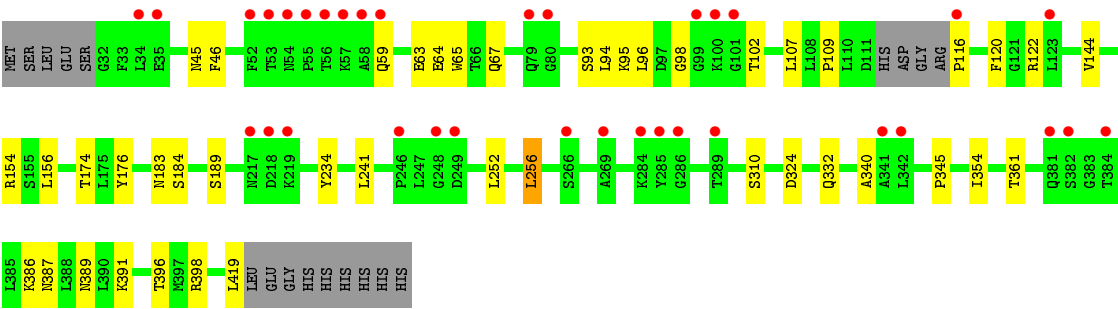 MET SER LEU GLU SER G32 F33 L34 E35 N45 F46 F52 T53 N54 P55 T56 K57 A58 Q59 E63 E64 W65 T66 Q67 Q79 G80 S93 L94 K95 L96 D97 G98 G99 K100 G101 T102 L107 L108 P109 L110 D111 HIS ASP GLY ARG P116 F120 G121 R122 L123 V144
R154 S155 L156 T174 L175 Y176 N183 S184 S189 N217 D218 K219 Y234 L241 P246 L247 G248 D249 L252 L256 S266 A269 K284 Y285 G286 T289 S310 D324 Q332 A340 A341 L342 P345 I354 T361 Q381 S382 G383 T384
L385 K386 N387 L388 N389 L390 K391 T396 M397 R398 L419 LEU GLU GLY HIS HIS HIS HIS HIS HIS